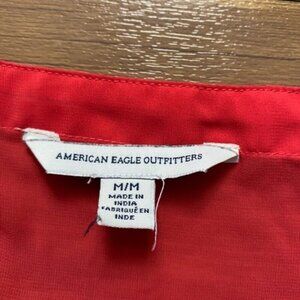 AMERICAN EAGLE OUTFITTERS
M/M
MADE IN
INDIA
FABRIQUÉ EN
INDE